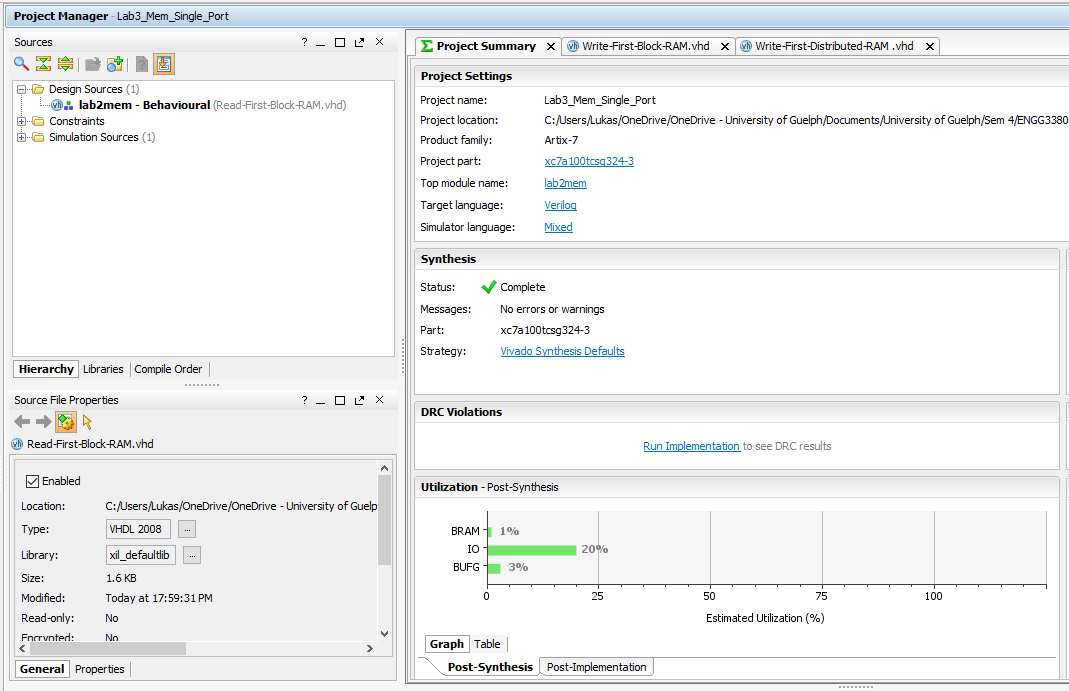 Project Manager - Lab3_Mem_Single_Port
Sources
Design Sources (1)
lab2mem - Behavioural (Read-First-Block-RAM.vhd)
Constraints
Simulation Sources (1)
Hierarchy Libraries Compile Order
Source File Properties
Read-First-Block-RAM.vhd
Enabled
Location: C:/Users/Lukas/OneDrive/OneDrive - University of Guelp
Type: VHDL 2008 ...
Library: xil_defaultlib ...
Size: 1.6 KB
Modified: Today at 17:59:31 PM
Read-only: No
Encrypted: No
General Properties
Σ Project Summary Write-First-Block-RAM.vhd Write-First-Distributed-RAM .vhd
Project Settings
Project name: Lab3_Mem_Single_Port
Project location: C:/Users/Lukas/OneDrive/OneDrive - University of Guelph/Documents/University of Guelph/Sem 4/ENGG3380
Product family: Artix-7
Project part: xc7a100tcsg324-3
Top module name: lab2mem
Target language: Verilog
Simulator language: Mixed
Synthesis
Status: Complete
Messages: No errors or warnings
Part: xc7a100tcsg324-3
Strategy: Vivado Synthesis Defaults
DRC Violations
Run Implementation to see DRC results
Utilization - Post-Synthesis
BRAM 1%
IO 20%
BUFG 3%
0 25 50 75 100
Estimated Utilization (%)
Graph Table
Post-Synthesis Post-Implementation